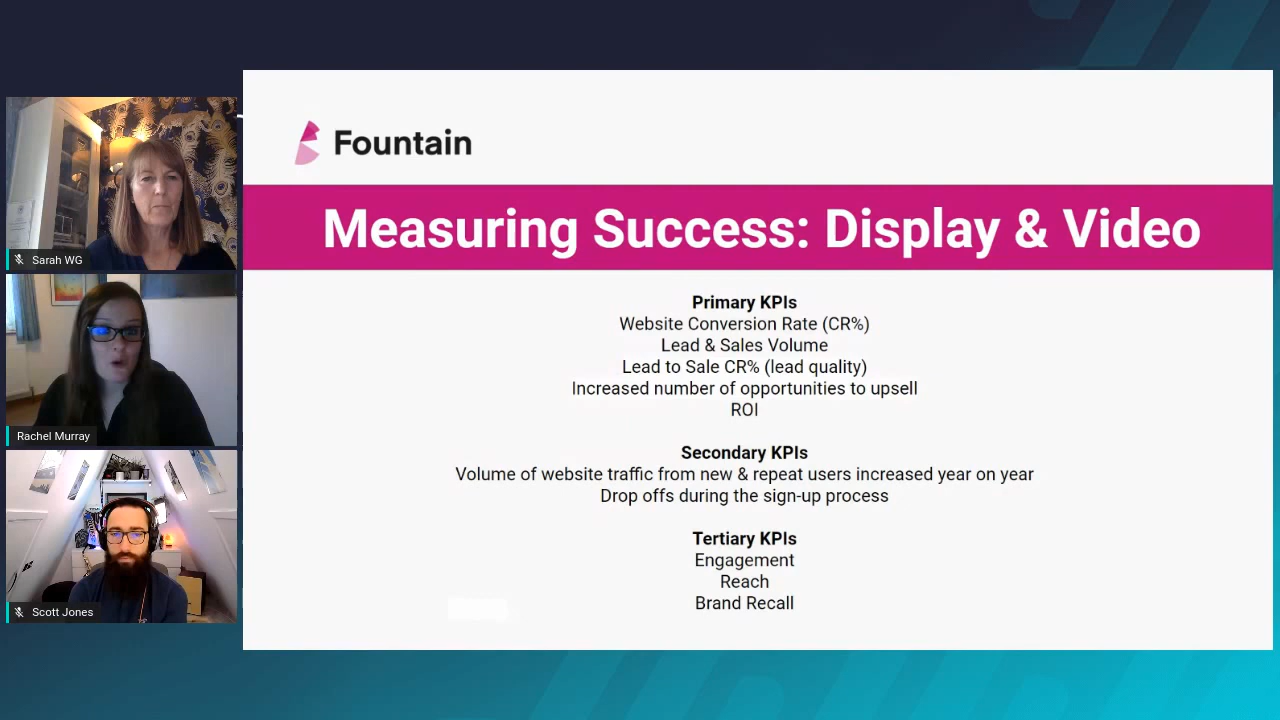 Fountain
Measuring Success: Display & Video
Primary KPIs
Website Conversion Rate (CR%)
Lead & Sales Volume
Lead to Sale CR% (lead quality)
Increased number of opportunities to upsell
ROI
Secondary KPIs
Volume of website traffic from new & repeat users increased year on year
Drop offs during the sign-up process
Tertiary KPIs
Engagement
Reach
Brand Recall
Sarah WG
Rachel Murray
Scott Jones